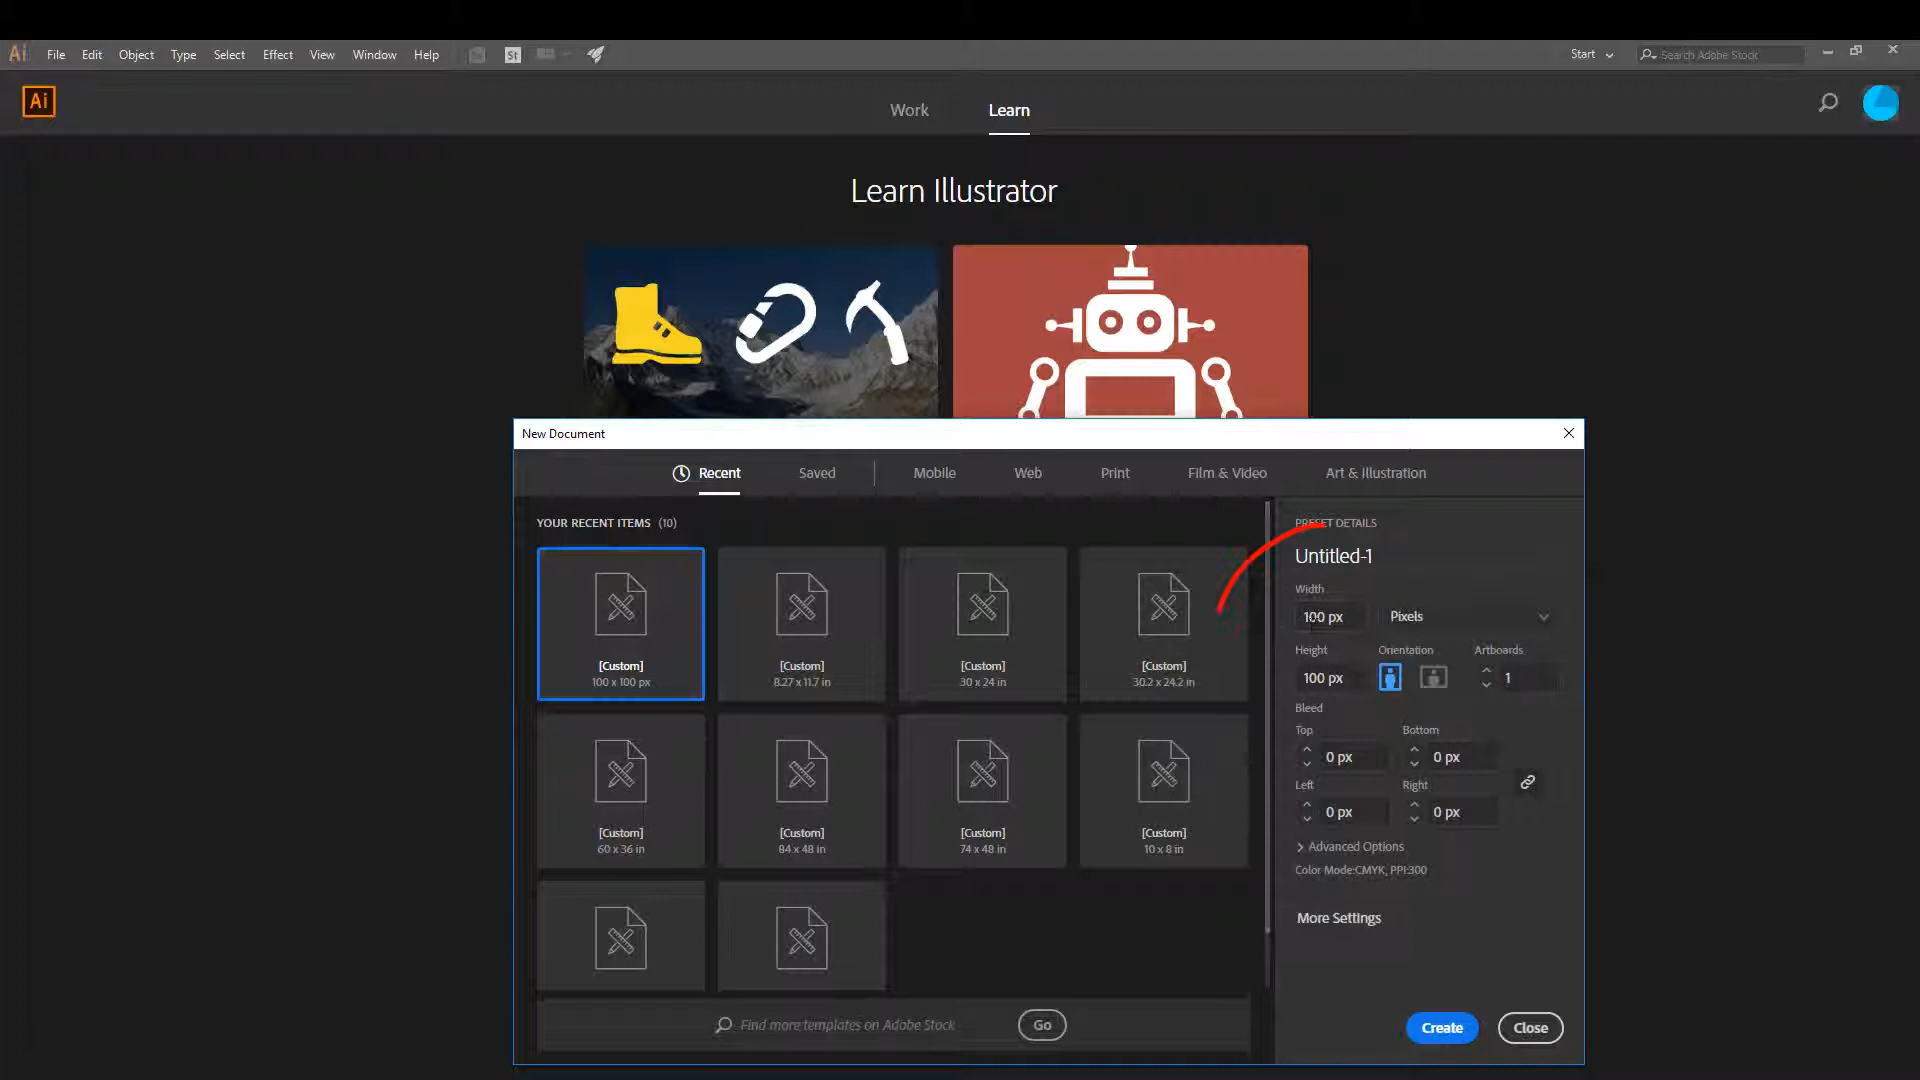 Ai File Edit Object Type Select Effect View Window Help St Start Search Adobe Stock
Ai Work Learn
Learn Illustrator
New Document
Recent Saved Mobile Web Print Film & Video Art & Illustration
YOUR RECENT ITEMS (10)
[Custom]
100 x 100 px
[Custom]
8.27 x 11.7 in
[Custom]
30 x 24 in
[Custom]
30.2 x 24.2 in
[Custom]
60 x 36 in
[Custom]
84 x 48 in
[Custom]
74 x 48 in
[Custom]
10 x 8 in
Find more templates on Adobe Stock Go
PRESET DETAILS
Untitled-1
Width
100 px Pixels
Height Orientation Artboards
100 px 1
Bleed
Top Bottom
0 px 0 px
Left Right
0 px 0 px
Advanced Options
Color Mode:CMYK, PPI:300
More Settings
Create Close